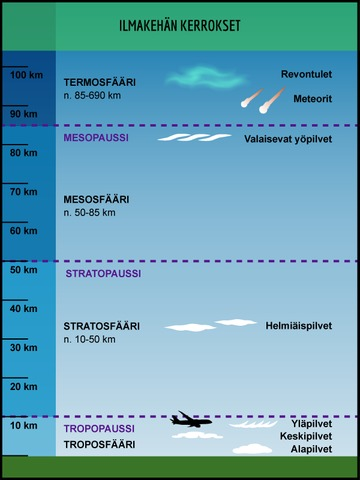 ILMAKEHÄN KERROKSET
100 km
TERMOSFÄÄRI
n. 85-690 km
Revontulet
Meteorit
90 km
MESOPAUSSI
Valaisevat yöpilvet
80 km
70 km
MESOSFÄÄRI
n. 50-85 km
60 km
50 km
STRATOPAUSSI
40 km
STRATOSFÄÄRI
n. 10-50 km
Helmiäispilvet
30 km
20 km
10 km
TROPOPAUSSI
TROPOSFÄÄRI
Yläpilvet
Keskipilvet
Alapilvet